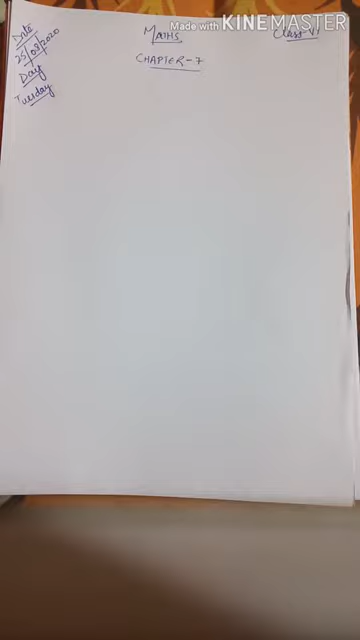 Made with KINEMASTER
Date
25/08/2020
Day
Tuesday
MATHS
CHAPTER-7
Class-VI